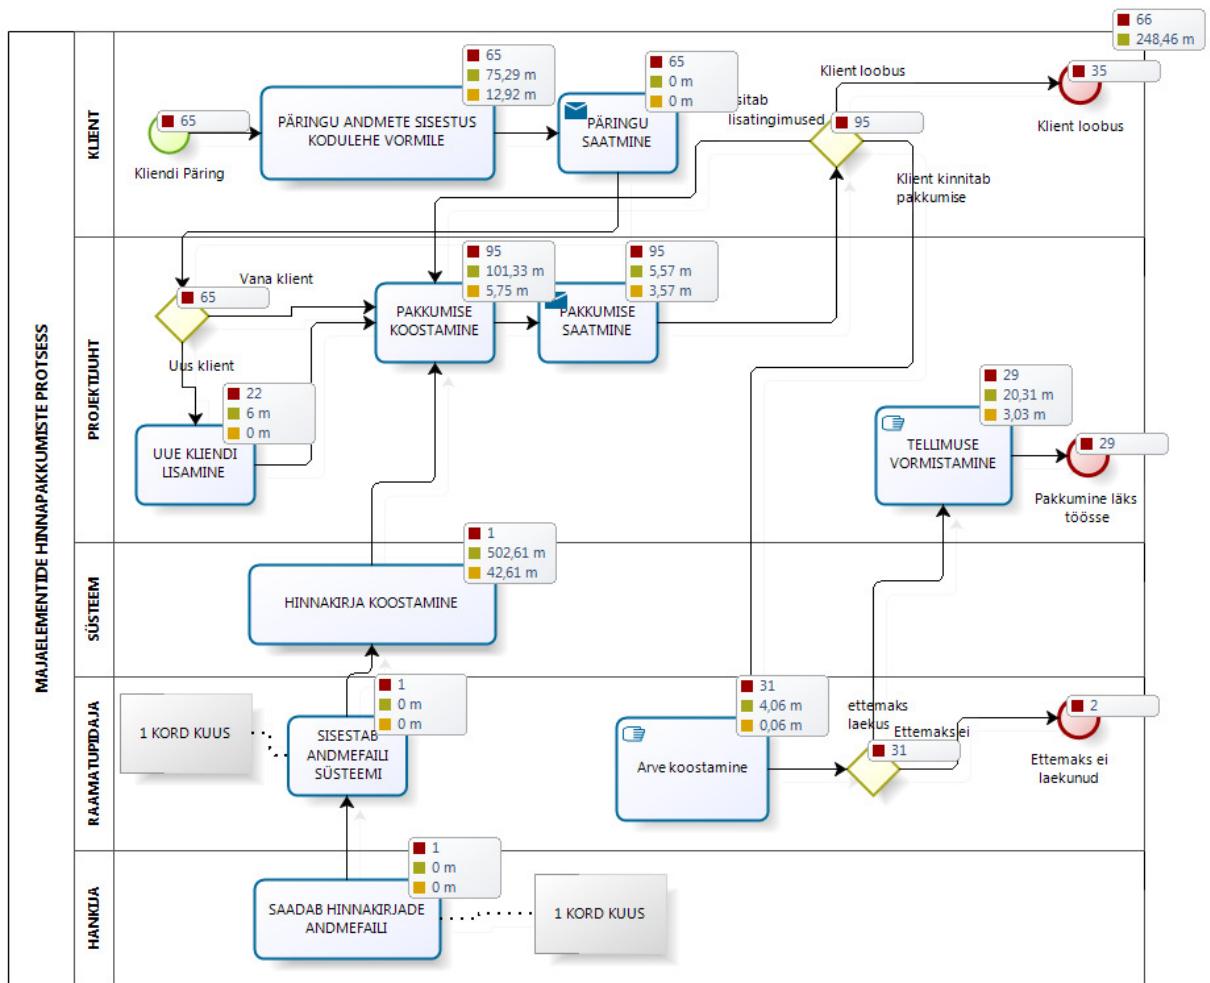 66
248,46 m
MAJAELEMENTIDE HINNAPAKKUMISTE PROTSESS
KLIENT
65
Kliendi Päring
65
75,29 m
12,92 m
PÄRINGU ANDMETE SISESTUS
KODULEHE VORMILE
65
0 m
0 m
PÄRINGU
SAATMINE
lisatingimused
Klient loobus
95
35
Klient loobus
Klient kinnitab
pakkumise
PROJEKTIJUHT
65
Vana klient
Uus klient
22
6 m
0 m
UUE KLIENDI
LISAMINE
95
101,33 m
5,75 m
PAKKUMISE
KOOSTAMINE
95
5,57 m
3,57 m
PAKKUMISE
SAATMINE
29
20,31 m
3,03 m
TELLIMUSE
VORMISTAMINE
29
Pakkumine läks
töösse
SÜSTEEM
1
502,61 m
42,61 m
HINNAKIRJA KOOSTAMINE
RAAMATUPIDAJA
1 KORD KUUS
1
0 m
0 m
SISESTAB
ANDMEFAILI
SÜSTEEMI
31
4,06 m
0,06 m
Arve koostamine
ettemaks
laekus
Ettemaks ei
31
2
Ettemaks ei
laekunud
HANKIJA
1
0 m
0 m
SAADAB HINNAKIRJADE
ANDMEFAILI
1 KORD KUUS